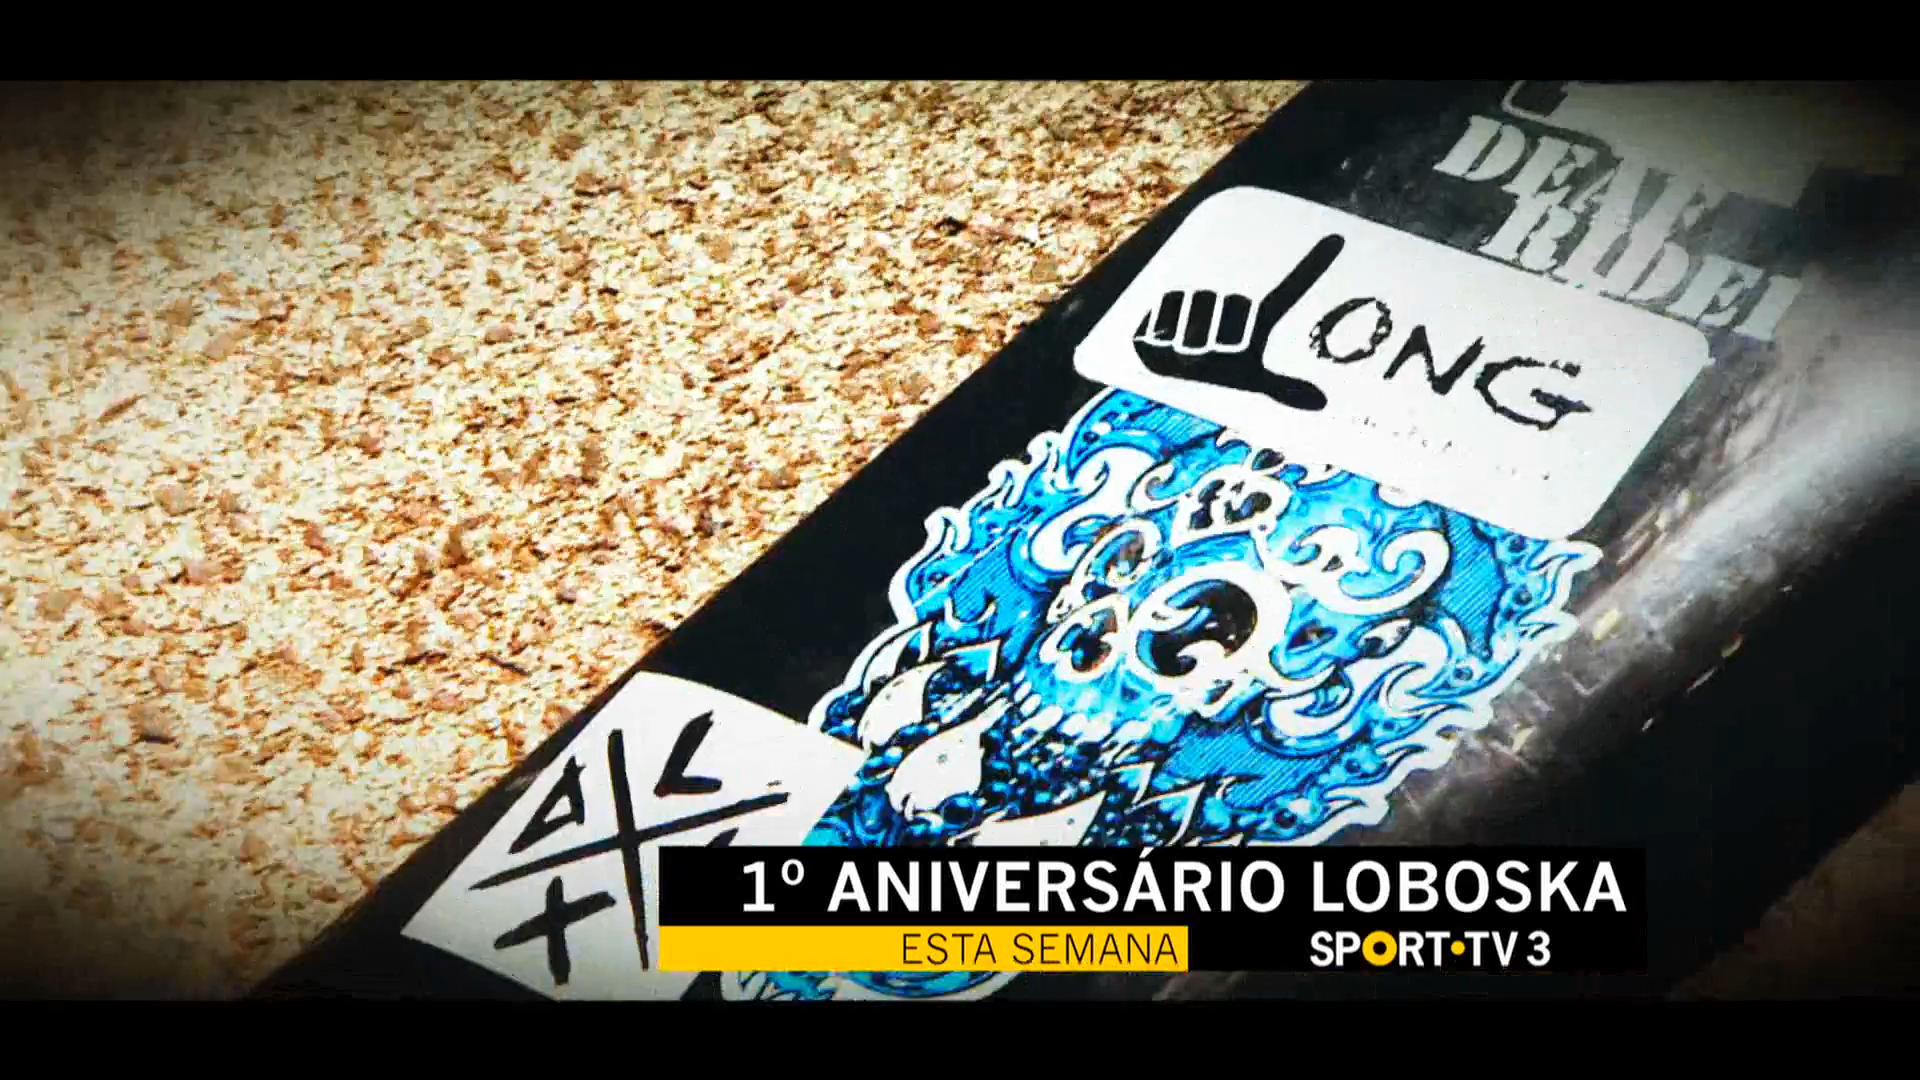 DEAF
RIDER
LONG
A L
T
1º ANIVERSÁRIO LOBOSKA
ESTA SEMANA
SPORT•TV 3